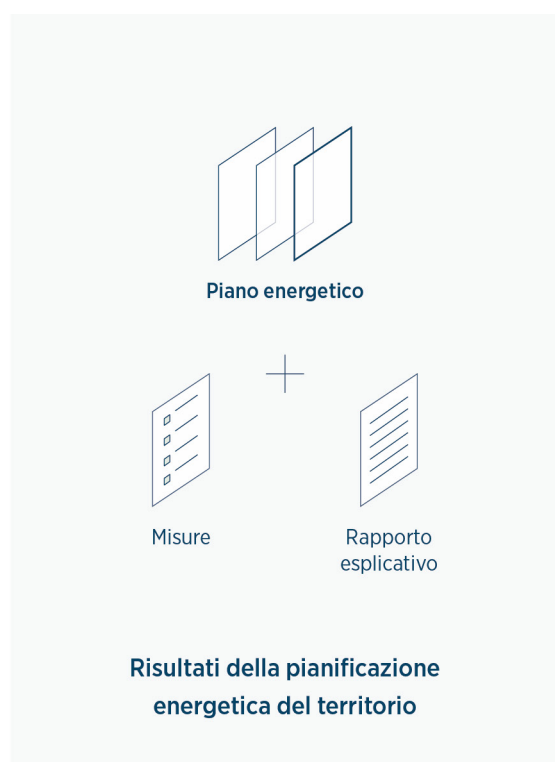 Piano energetico
Misure
Rapporto
esplicativo
Risultati della pianificazione
energetica del territorio